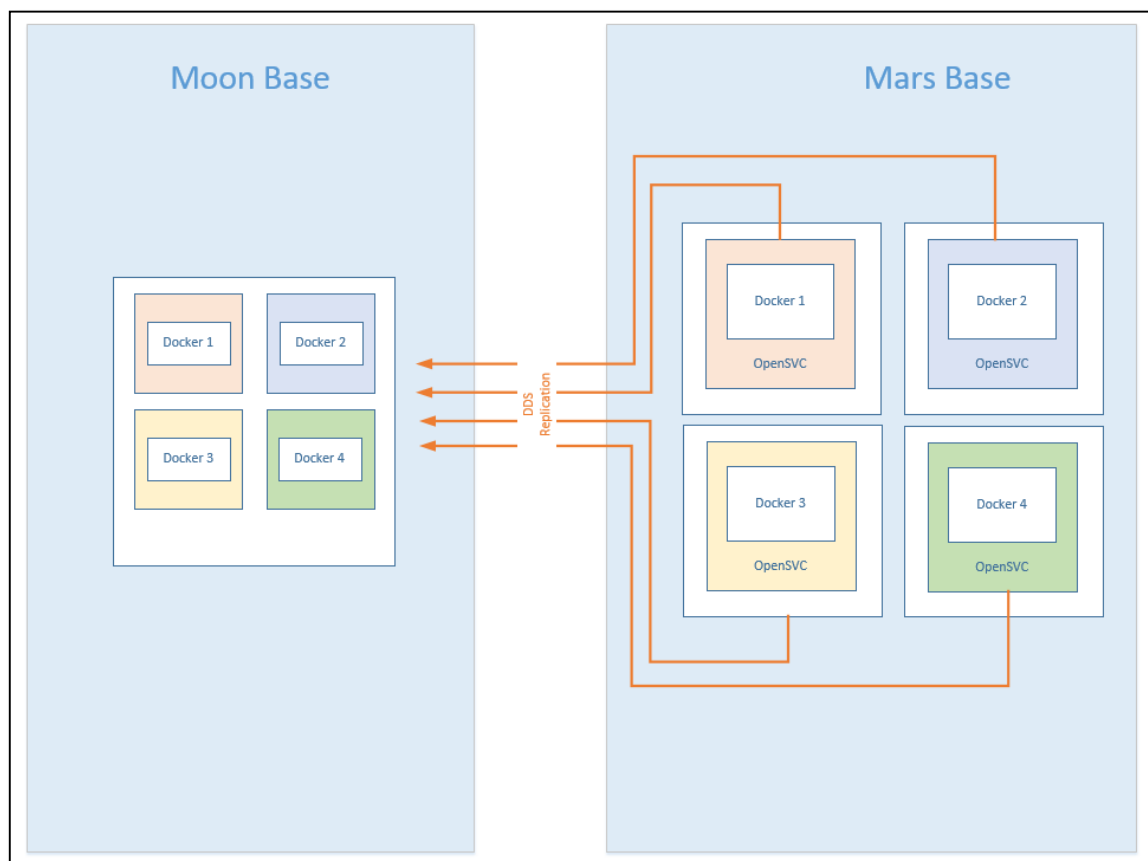 Moon Base
Docker 1
Docker 2
Docker 3
Docker 4
DDS
Replication
Mars Base
Docker 1
OpenSVC
Docker 2
OpenSVC
Docker 3
OpenSVC
Docker 4
OpenSVC